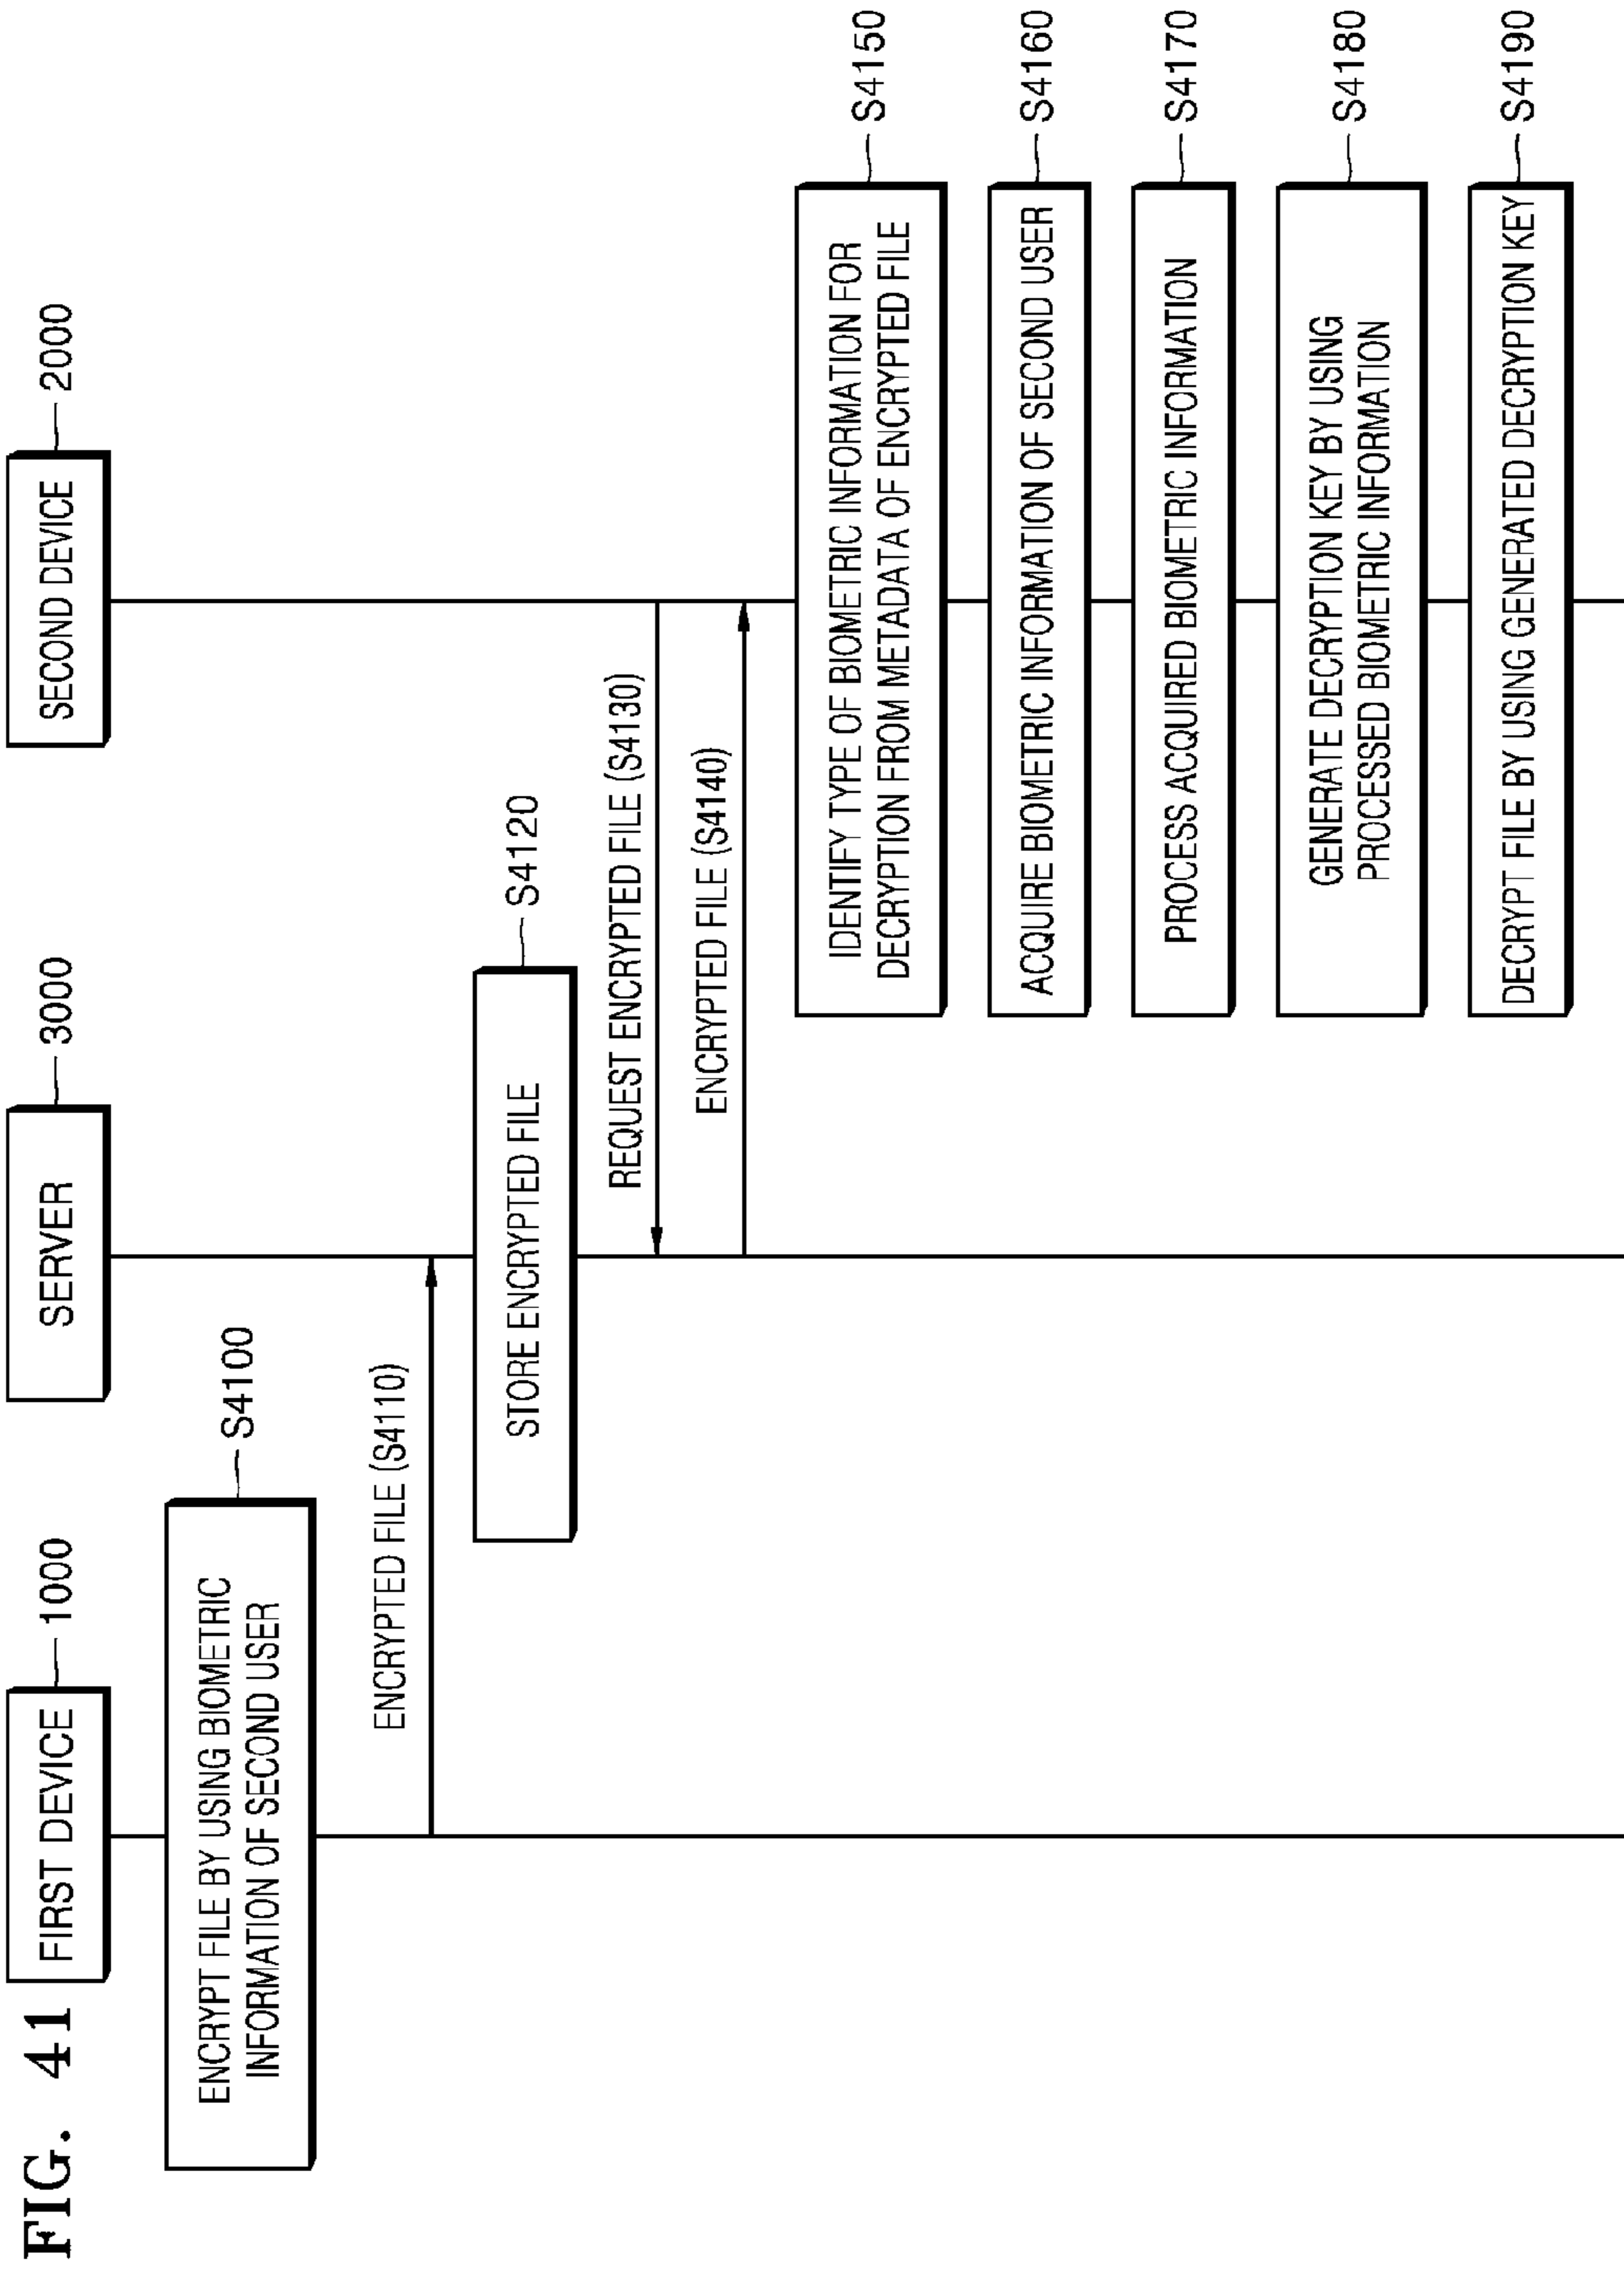 FIG. 41
FIRST DEVICE
1000
SERVER
3000
SECOND DEVICE
2000
ENCRYPT FILE BY USING BIOMETRIC
INFORMATION OF SECOND USER
S4100
ENCRYPTED FILE (S4110)
STORE ENCRYPTED FILE
S4120
REQUEST ENCRYPTED FILE (S4130)
ENCRYPTED FILE (S4140)
IDENTIFY TYPE OF BIOMETRIC INFORMATION FOR
DECRYPTION FROM METADATA OF ENCRYPTED FILE
S4150
ACQUIRE BIOMETRIC INFORMATION OF SECOND USER
S4160
PROCESS ACQUIRED BIOMETRIC INFORMATION
S4170
GENERATE DECRYPTION KEY BY USING
PROCESSED BIOMETRIC INFORMATION
S4180
DECRYPT FILE BY USING GENERATED DECRYPTION KEY
S4190